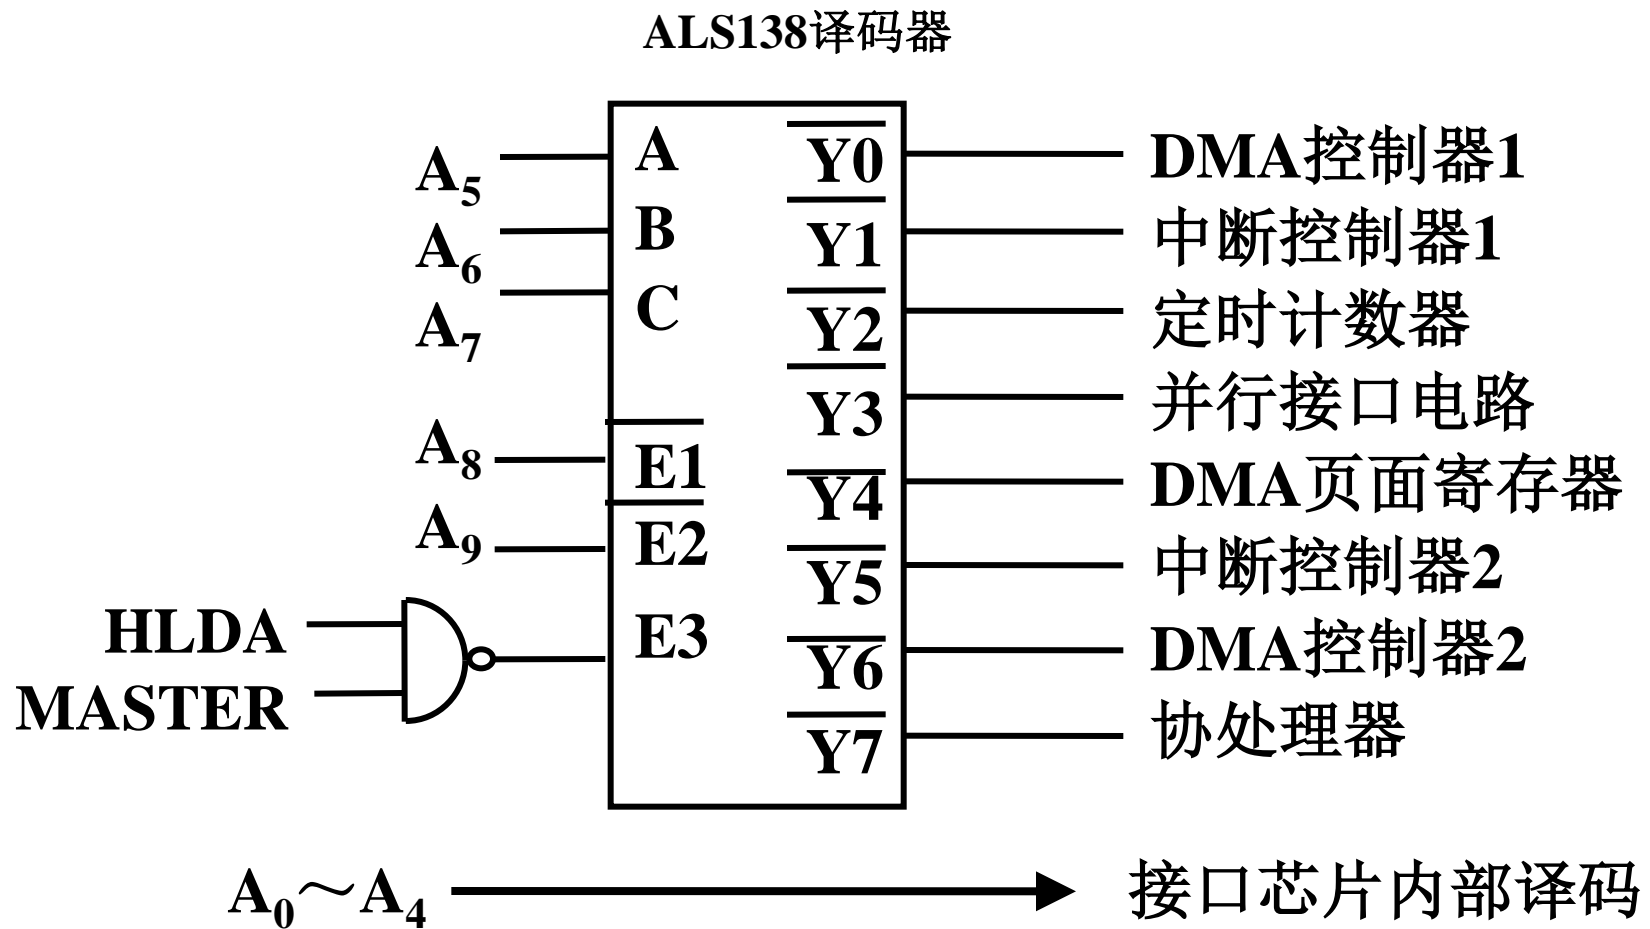 ALS138译码器
A5
A6
A7
A8
A9
HLDA
MASTER
A
B
C
E1
E2
E3
Y0
Y1
Y2
Y3
Y4
Y5
Y6
Y7
DMA控制器1
中断控制器1
定时计数器
并行接口电路
DMA页面寄存器
中断控制器2
DMA控制器2
协处理器
A0～A4
接口芯片内部译码